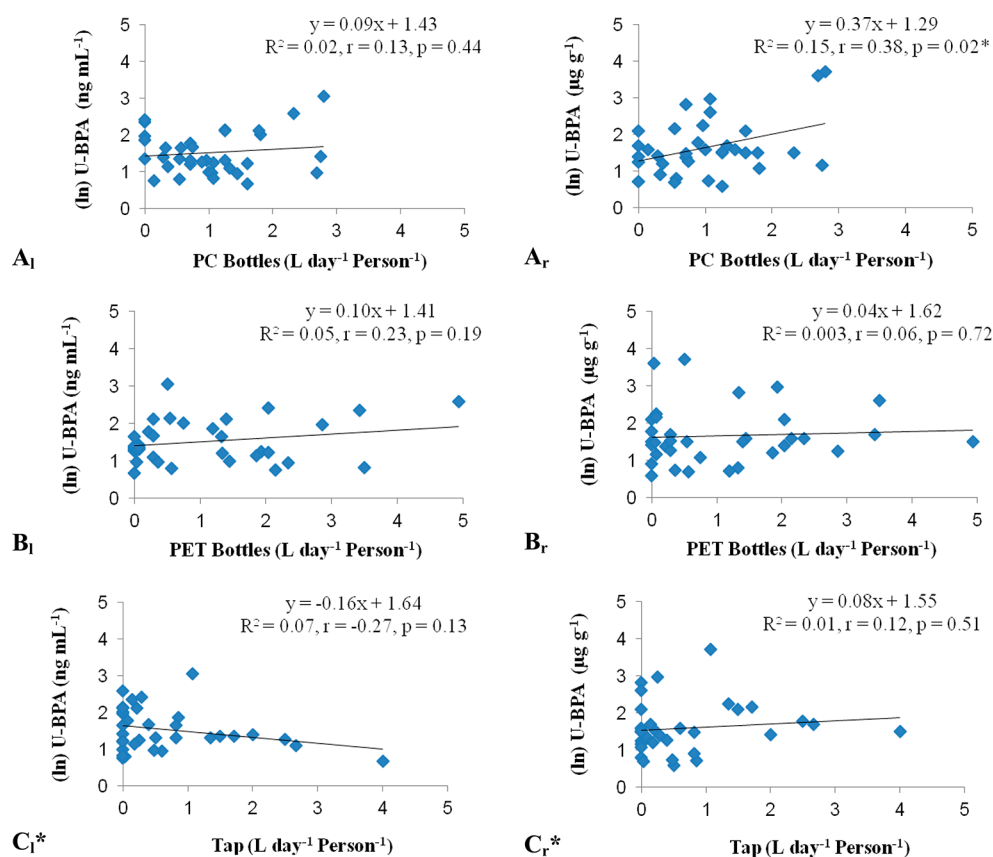 y = 0.09x + 1.43
R² = 0.02, r = 0.13, p = 0.44
(ln) U-BPA (ng mL⁻¹)
5
4
3
2
1
0
0 1 2 3 4 5
PC Bottles (L day⁻¹ Person⁻¹)
Aₗ
y = 0.37x + 1.29
R² = 0.15, r = 0.38, p = 0.02*
(ln) U-BPA (µg g⁻¹)
5
4
3
2
1
0
0 1 2 3 4 5
PC Bottles (L day⁻¹ Person⁻¹)
Aᵣ
y = 0.10x + 1.41
R² = 0.05, r = 0.23, p = 0.19
(ln) U-BPA (ng mL⁻¹)
5
4
3
2
1
0
0 1 2 3 4 5
PET Bottles (L day⁻¹ Person⁻¹)
Bₗ
y = 0.04x + 1.62
R² = 0.003, r = 0.06, p = 0.72
(ln) U-BPA (µg g⁻¹)
5
4
3
2
1
0
0 1 2 3 4 5
PET Bottles (L day⁻¹ Person⁻¹)
Bᵣ
y = -0.16x + 1.64
R² = 0.07, r = -0.27, p = 0.13
(ln) U-BPA (ng mL⁻¹)
5
4
3
2
1
0
0 1 2 3 4 5
Tap (L day⁻¹ Person⁻¹)
Cₗ*
y = 0.08x + 1.55
R² = 0.01, r = 0.12, p = 0.51
(ln) U-BPA (µg g⁻¹)
5
4
3
2
1
0
0 1 2 3 4 5
Tap (L day⁻¹ Person⁻¹)
Cᵣ*